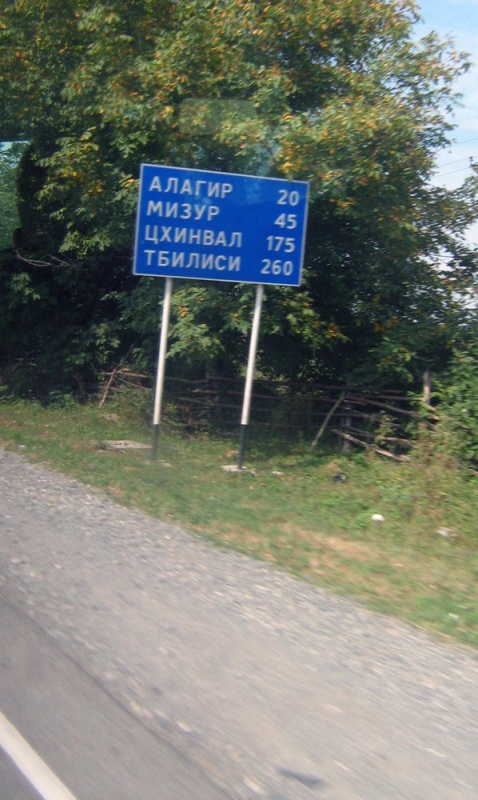 АЛАГИР 20
МИЗУР 45
ЦХИНВАЛ 175
ТБИЛИСИ 260